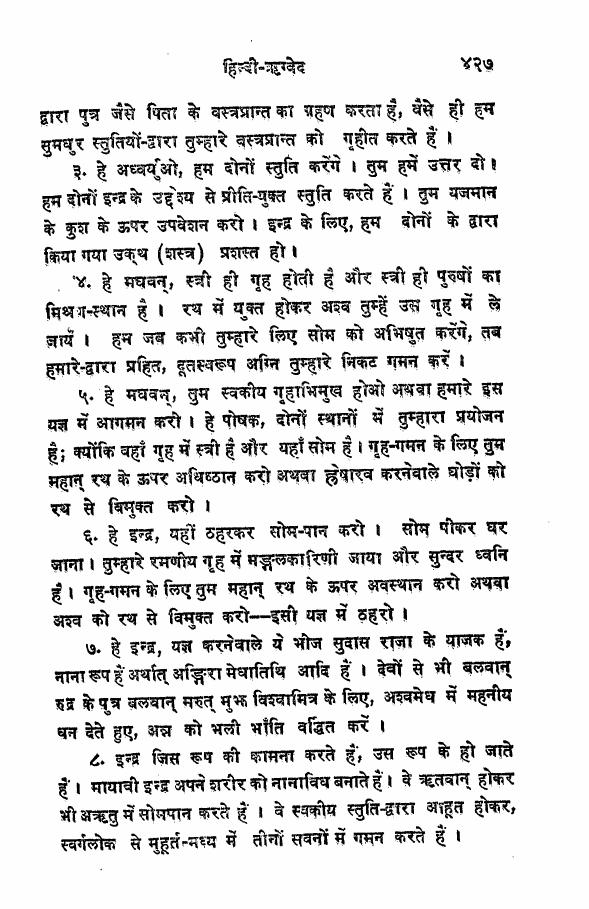 हिन्दी-ऋग्वेद ४२७
द्वारा पुत्र जैसे पिता के वस्त्रप्रान्त का ग्रहण करता है, वैसे ही हम
सुमधुर स्तुतियों-द्वारा तुम्हारे वस्त्रप्रान्त को गृहीत करते हैं ।
३. हे अध्वर्युओ, हम दोनों स्तुति करेंगे । तुम हमें उत्तर दो।
हम दोनों इन्द्र के उद्देश्य से प्रीति-युक्त स्तुति करते हैं । तुम यजमान
के कुश के ऊपर उपवेशन करो । इन्द्र के लिए, हम दोनों के द्वारा
किया गया उक्थ (शस्त्र) प्रशस्त हो।
४. हे मघवन्, स्त्री ही गृह होती है और स्त्री ही पुरुषों का
मिश्रण-स्थान है । रथ में युक्त होकर अश्व तुम्हें उस गृह में ले
जायँ । हम जब कभी तुम्हारे लिए सोम को अभिषुत करेंगे, तब
हमारे-द्वारा प्रहित, दूतस्वरूप अग्नि तुम्हारे निकट गमन करें ।
५. हे मघवन्, तुम स्वकीय गृहाभिमुख होओ अथवा हमारे इस
यज्ञ में आगमन करो । हे पोषक, दोनों स्थानों में तुम्हारा प्रयोजन
है; क्योंकि वहाँ गृह में स्त्री है और यहाँ सोम है। गृह-गमन के लिए तुम
महान् रथ के ऊपर अधिष्ठान करो अथवा ह्रेषारव करनेवाले घोड़ों को
रथ से विमुक्त करो ।
६. हे इन्द्र, यहीं ठहरकर सोम-पान करो । सोम पीकर घर
जाना। तुम्हारे रमणीय गृह में मङ्गलकारिणी जाया और सुन्दर ध्वनि
है। गृह-गमन के लिए तुम महान् रथ के ऊपर अवस्थान करो अथवा
अश्व को रथ से विमुक्त करो--इसी यज्ञ में ठहरो ।
७. हे इन्द्र, यज्ञ करनेवाले ये भोज सुदास राजा के याजक हैं,
नाना रूप हैं अर्थात् अङ्गिरा मेधातिथि आदि हैं । देवों से भी बलवान्
रुद्र के पुत्र बलवान् मरुत् मुझ विश्वामित्र के लिए, अश्वमेध में महनीय
धन देते हुए, अन्न को भली भाँति वर्द्धित करें ।
८. इन्द्र जिस रूप की कामना करते हैं, उस रूप के हो जाते
हैं । मायावी इन्द्र अपने शरीर को नानाविध बनाते हैं। वे ऋतवान् होकर
भी अऋतु में सोमपान करते हैं । वे स्वकीय स्तुति-द्वारा आहूत होकर,
स्वर्गलोक से मुहूर्त-मध्य में तीनों सवनों में गमन करते हैं ।